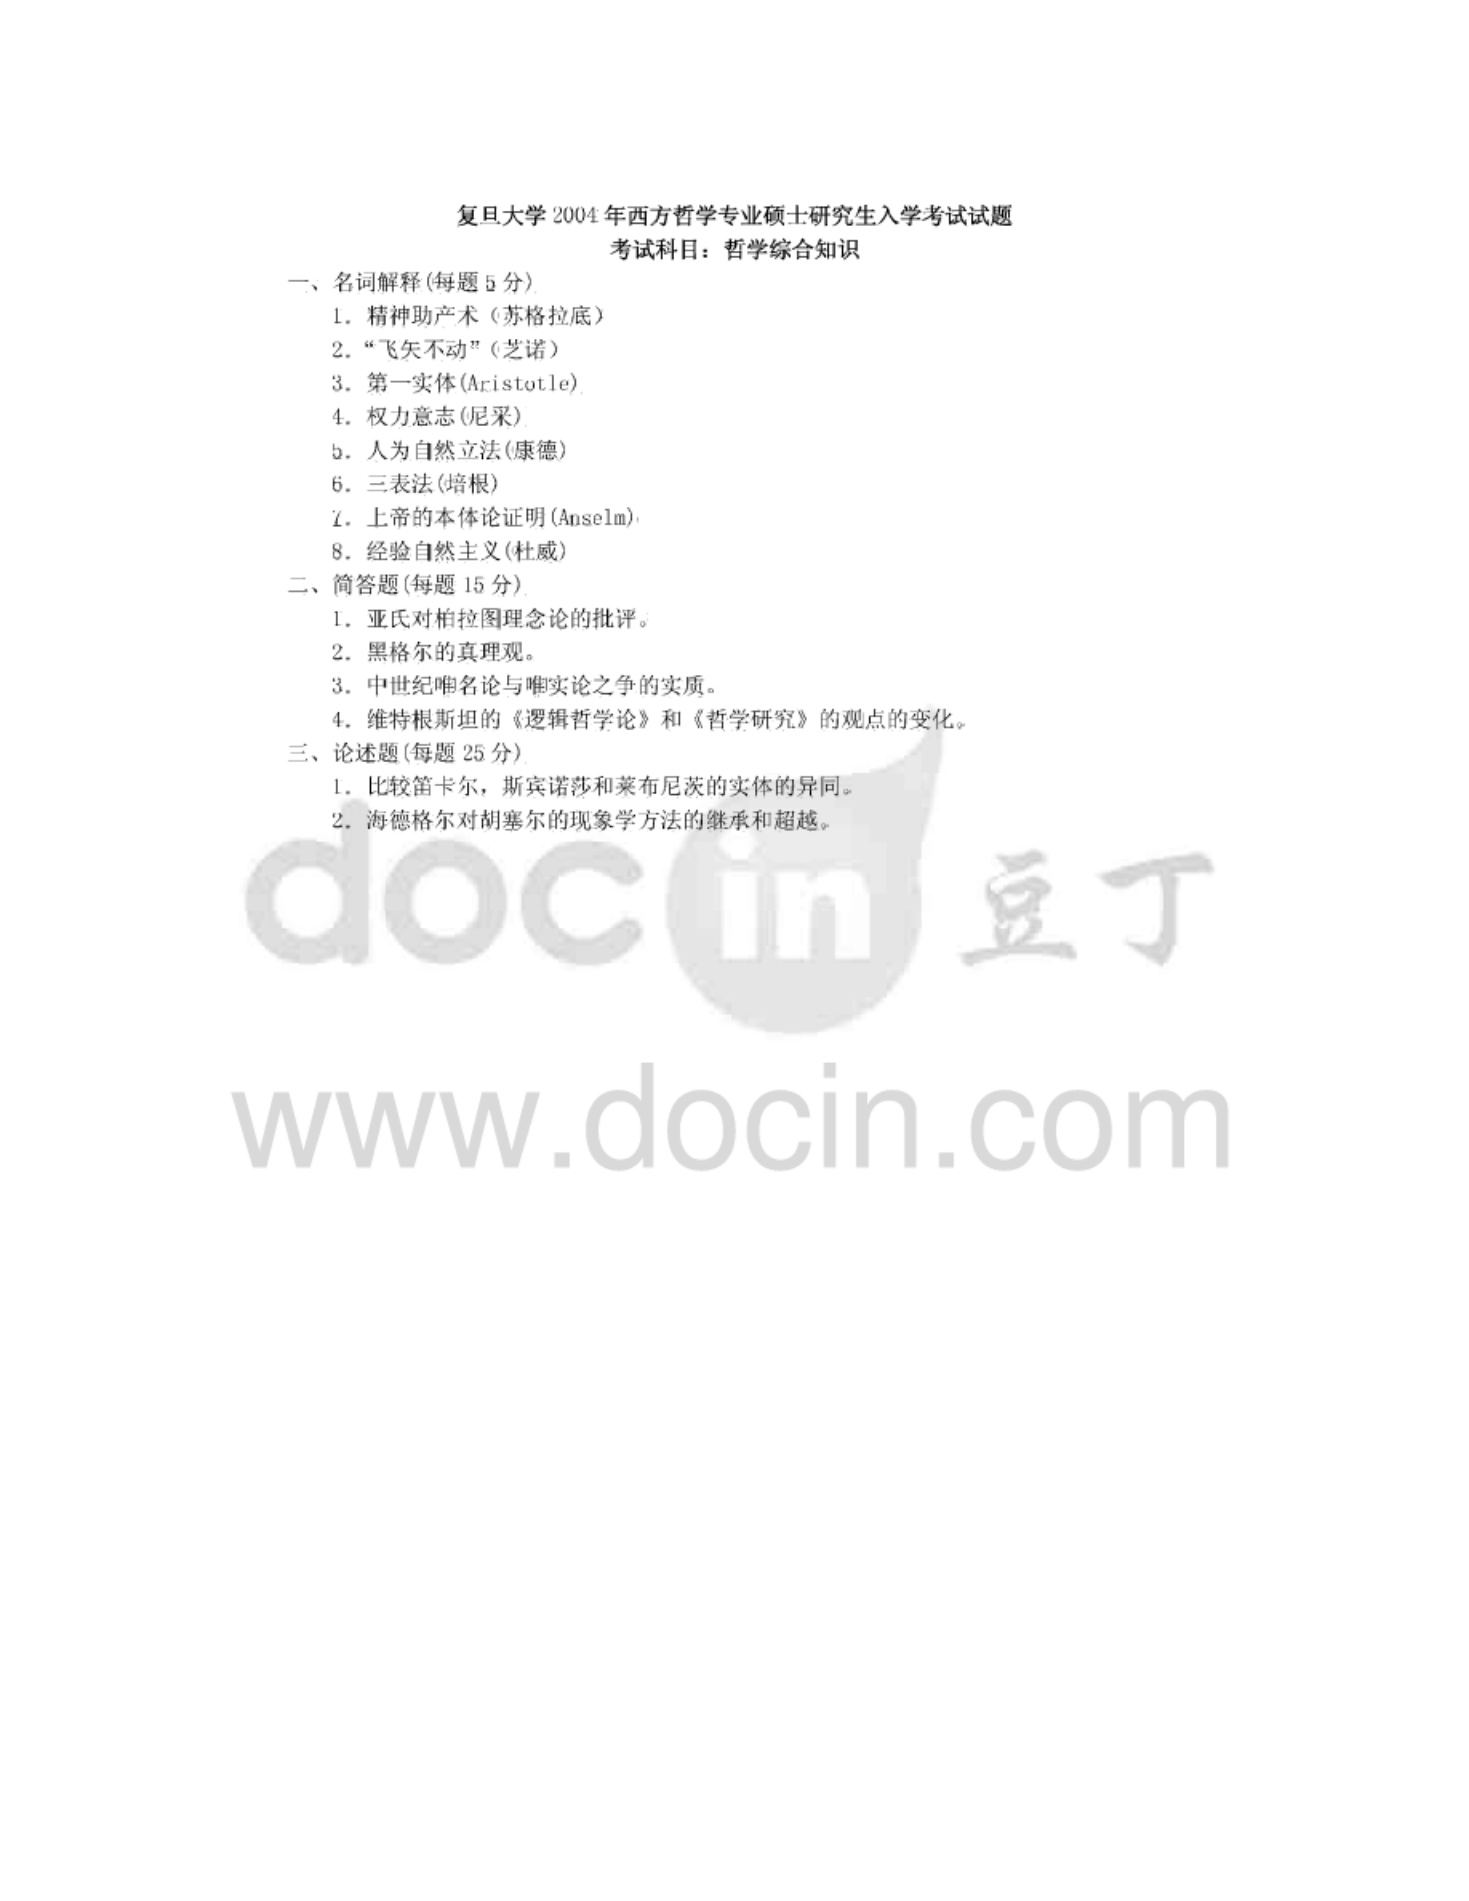 复旦大学 2004 年西方哲学专业硕士研究生入学考试试题
考试科目：哲学综合知识
一、名词解释(每题 5 分)
1．精神助产术（苏格拉底）
2．“飞矢不动”（芝诺）
3．第一实体(Aristotle)
4．权力意志(尼采)
5．人为自然立法(康德)
6．三表法(培根)
7．上帝的本体论证明(Anselm)
8．经验自然主义(杜威)
二、简答题(每题 15 分)
1．亚氏对柏拉图理念论的批评。
2．黑格尔的真理观。
3．中世纪唯名论与唯实论之争的实质。
4．维特根斯坦的《逻辑哲学论》和《哲学研究》的观点的变化。
三、论述题(每题 25 分)
1．比较笛卡尔，斯宾诺莎和莱布尼茨的实体的异同。
2．海德格尔对胡塞尔的现象学方法的继承和超越。
docin 豆丁
www.docin.com